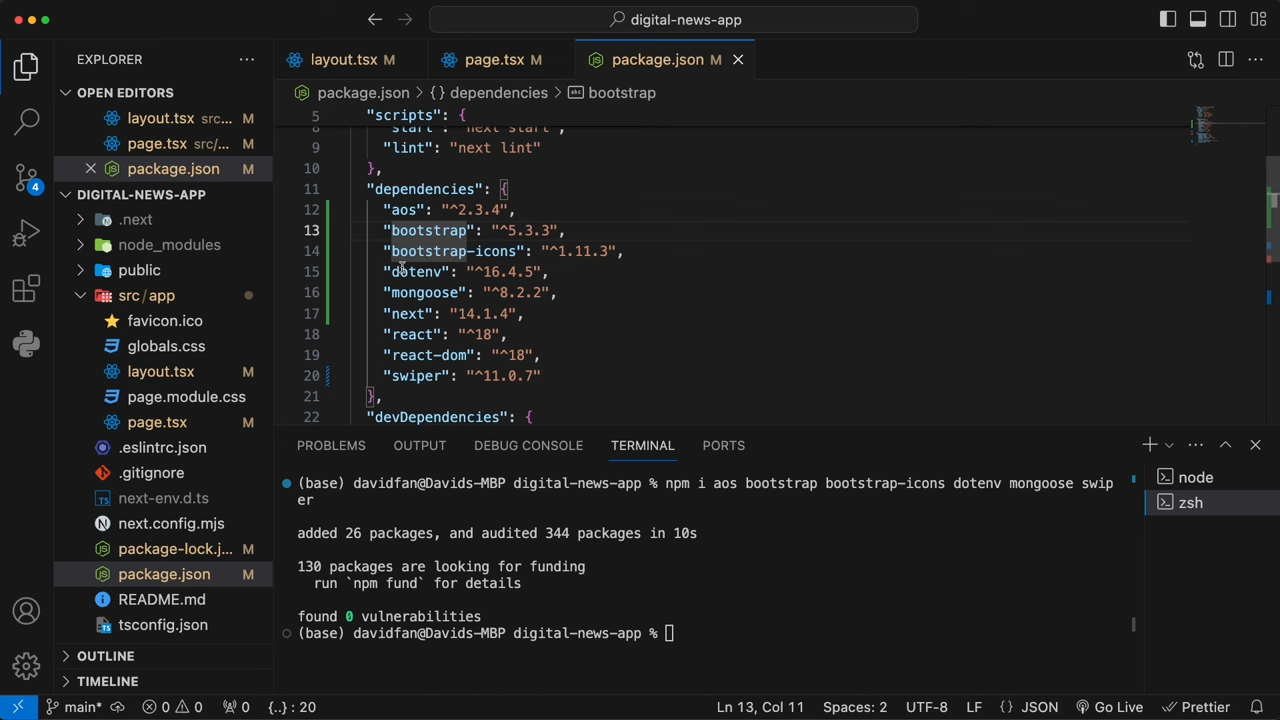 digital-news-app
EXPLORER
OPEN EDITORS
layout.tsx src... M
page.tsx src/... M
package.json M
DIGITAL-NEWS-APP
.next
node_modules
public
src/app
favicon.ico
globals.css
layout.tsx M
page.module.css
page.tsx M
.eslintrc.json
.gitignore
next-env.d.ts
next.config.mjs
package-lock.j... M
package.json M
README.md
tsconfig.json
OUTLINE
TIMELINE
4
layout.tsx M
page.tsx M
package.json M
package.json > {} dependencies > bootstrap
5 "scripts": {
8 "start": "next start",
9 "lint": "next lint"
10 },
11 "dependencies": {
12 "aos": "^2.3.4",
13 "bootstrap": "^5.3.3",
14 "bootstrap-icons": "^1.11.3",
15 "dotenv": "^16.4.5",
16 "mongoose": "^8.2.2",
17 "next": "14.1.4",
18 "react": "^18",
19 "react-dom": "^18",
20 "swiper": "^11.0.7"
21 },
22 "devDependencies": {
PROBLEMS OUTPUT DEBUG CONSOLE TERMINAL PORTS
(base) davidfan@Davids-MBP digital-news-app % npm i aos bootstrap bootstrap-icons dotenv mongoose swip
er
added 26 packages, and audited 344 packages in 10s
130 packages are looking for funding
run `npm fund` for details
found 0 vulnerabilities
(base) davidfan@Davids-MBP digital-news-app %
node
zsh
main* 0 0 0 {..} : 20 Ln 13, Col 11 Spaces: 2 UTF-8 LF {} JSON Go Live Prettier